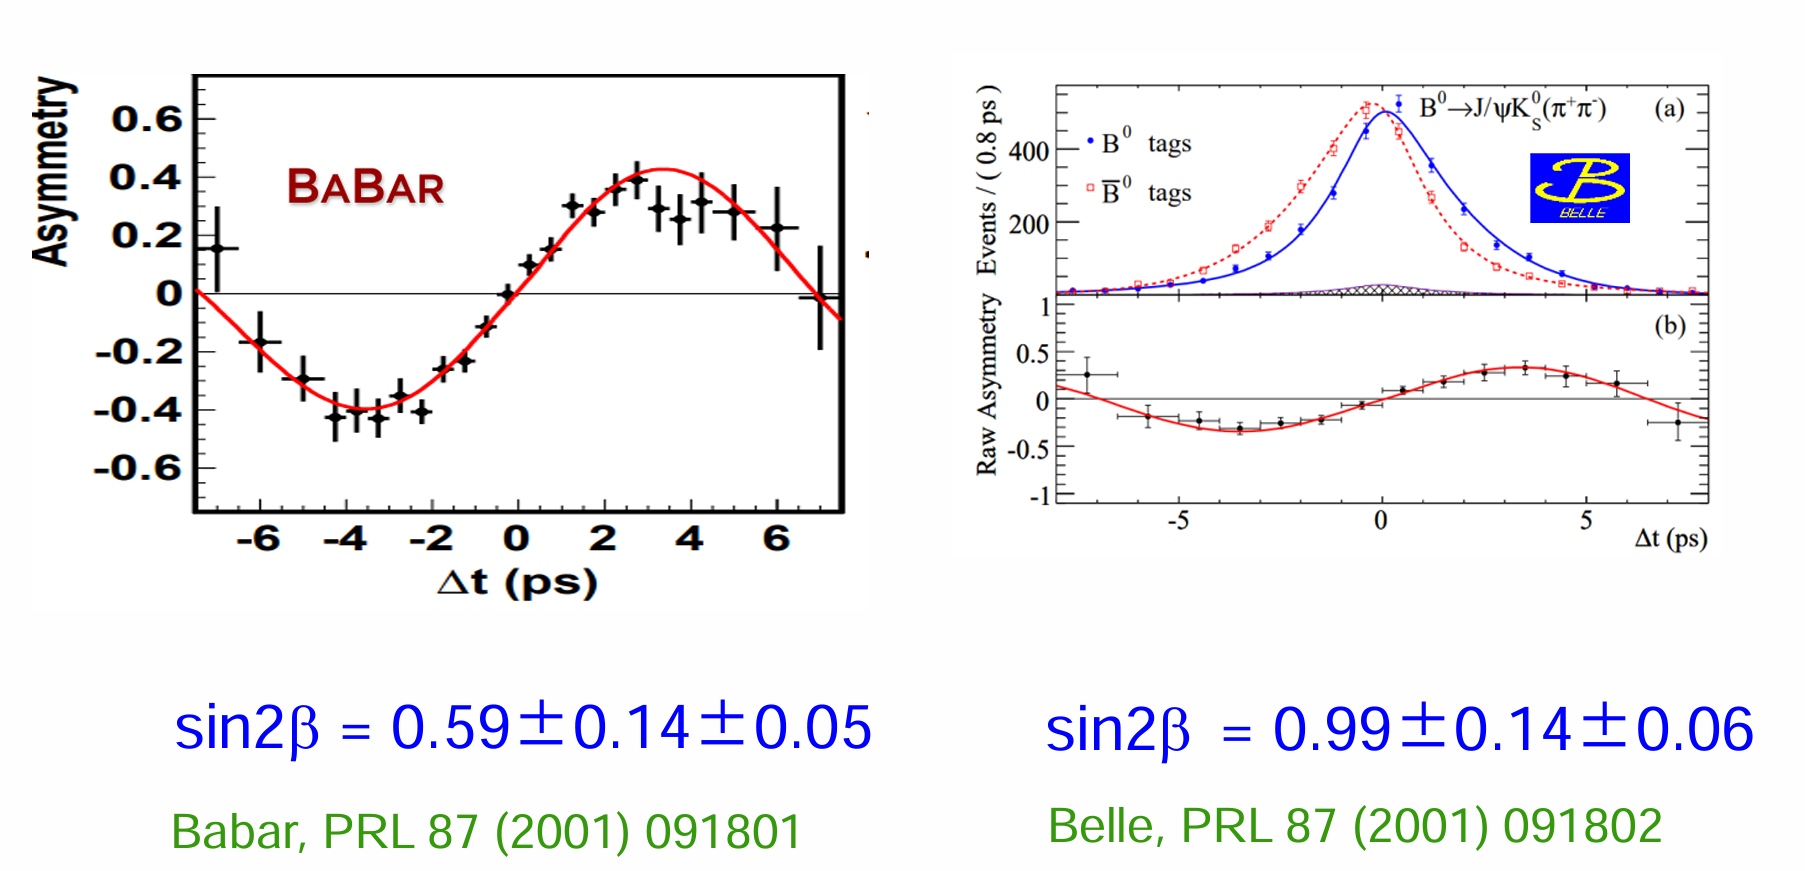 Asymmetry
0.6
0.4
0.2
0
-0.2
-0.4
-0.6
BABAR
-6 -4 -2 0 2 4 6
Δt (ps)
Events / ( 0.8 ps )
400
200
B⁰→J/ψK⁰S(π⁺π⁻)
(a)
B⁰ tags
B̅⁰ tags
B
BELLE
Raw Asymmetry
1
0.5
0
-0.5
-1
(b)
-5 0 5
Δt (ps)
sin2β = 0.59±0.14±0.05
Babar, PRL 87 (2001) 091801
sin2β = 0.99±0.14±0.06
Belle, PRL 87 (2001) 091802